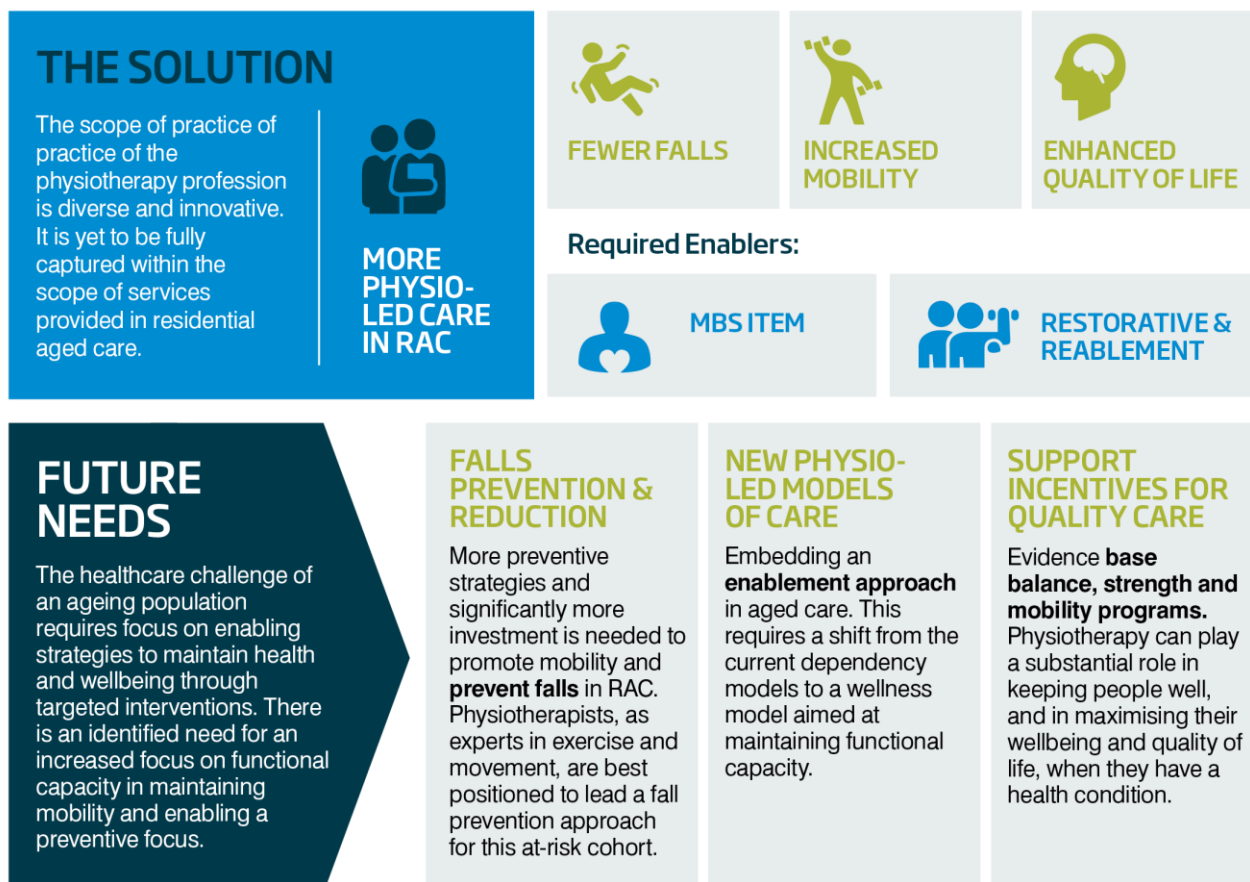 THE SOLUTION
The scope of practice of
practice of the
physiotherapy profession
is diverse and innovative.
It is yet to be fully
captured within the
scope of services
provided in residential
aged care.
MORE
PHYSIO-
LED CARE
IN RAC
FEWER FALLS
INCREASED
MOBILITY
ENHANCED
QUALITY OF LIFE
Required Enablers:
MBS ITEM
RESTORATIVE &
REABLEMENT
FUTURE
NEEDS
The healthcare challenge of
an ageing population
requires focus on enabling
strategies to maintain health
and wellbeing through
targeted interventions. There
is an identified need for an
increased focus on functional
capacity in maintaining
mobility and enabling a
preventive focus.
FALLS
PREVENTION &
REDUCTION
More preventive
strategies and
significantly more
investment is needed to
promote mobility and
prevent falls in RAC.
Physiotherapists, as
experts in exercise and
movement, are best
positioned to lead a fall
prevention approach
for this at-risk cohort.
NEW PHYSIO-
LED MODELS
OF CARE
Embedding an
enablement approach
in aged care. This
requires a shift from the
current dependency
models to a wellness
model aimed at
maintaining functional
capacity.
SUPPORT
INCENTIVES FOR
QUALITY CARE
Evidence base
balance, strength and
mobility programs.
Physiotherapy can play
a substantial role in
keeping people well,
and in maximising their
wellbeing and quality of
life, when they have a
health condition.